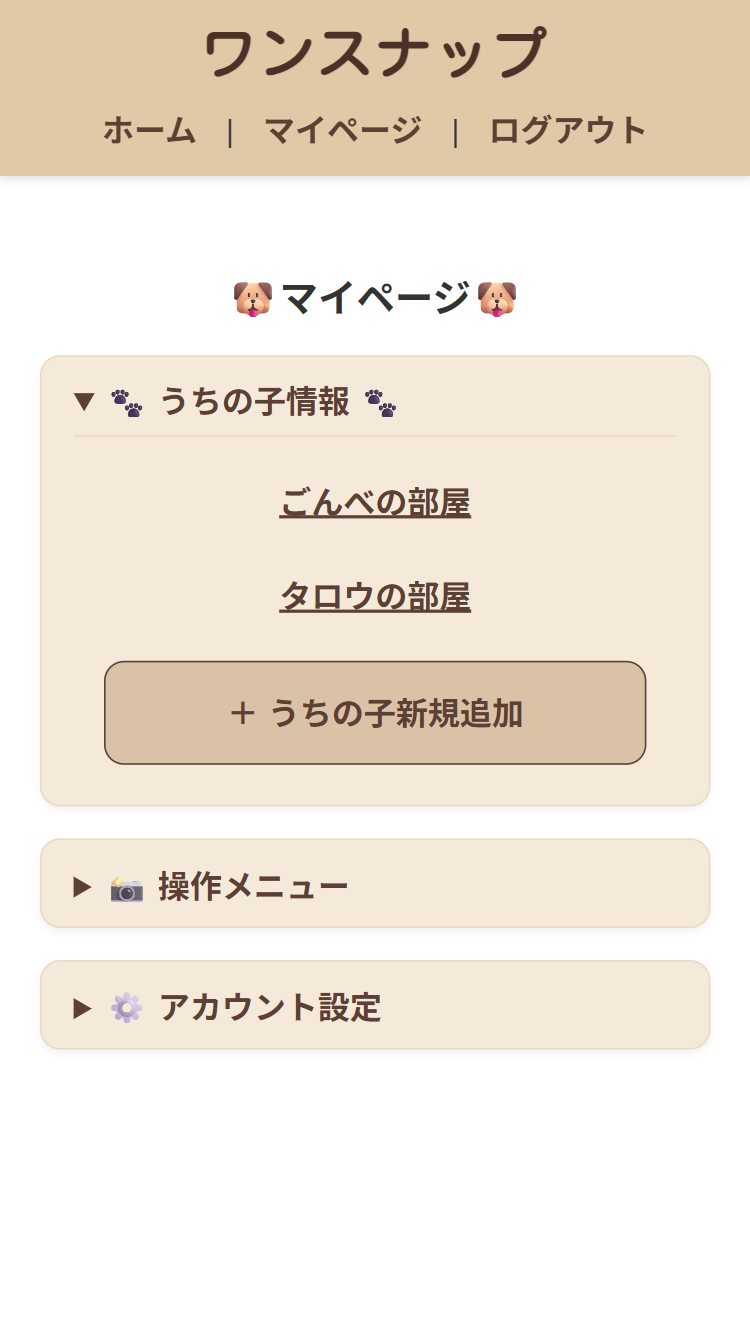 ワンスナップ
ホーム | マイページ | ログアウト
🐶 マイページ 🐶
▼ 🐾 うちの子情報 🐾
ごんべの部屋
タロウの部屋
＋ うちの子新規追加
▶ 📸 操作メニュー
▶ ⚙️ アカウント設定